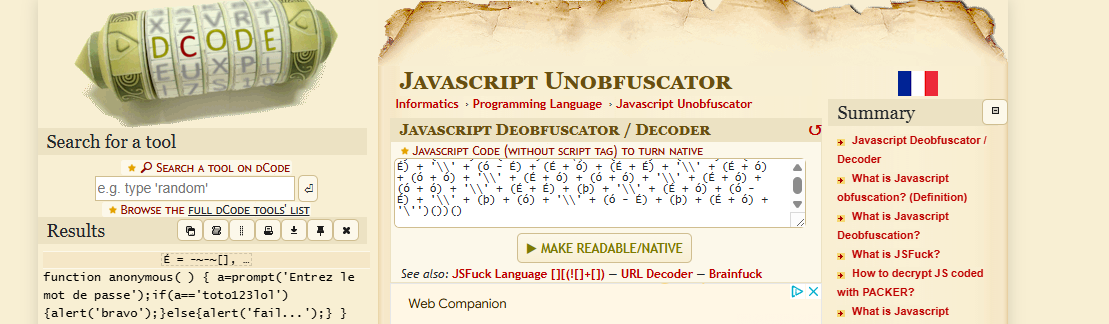 DCODE
Search for a tool
SEARCH A TOOL ON DCODE
e.g. type 'random'
BROWSE THE FULL DCODE TOOLS' LIST
Results
É = -~-~[], …
function anonymous( ) { a=prompt('Entrez le
mot de passe');if(a=='toto123lol')
{alert('bravo');}else{alert('fail...');} }
JAVASCRIPT UNOBFUSCATOR
Informatics › Programming Language › Javascript Unobfuscator
JAVASCRIPT DEOBFUSCATOR / DECODER
JAVASCRIPT CODE (WITHOUT SCRIPT TAG) TO TURN NATIVE
É) + '\\' + (ó - É) + (É + ó) + (É + É) + '\\' + (É + ó)
+ (ó + ó) + '\\' + (É + ó) + (ó + ó) + '\\' + (É + ó) +
(ó + ó) + '\\' + (É + É) + (þ) + '\\' + (É + ó) + (ó -
É) + '\\' + (þ) + (ó) + '\\' + (ó - É) + (þ) + (É + ó) +
'\'')())()
MAKE READABLE/NATIVE
See also: JSFuck Language [][(![]+[]) — URL Decoder — Brainfuck
Web Companion
Summary
Javascript Deobfuscator /
Decoder
What is Javascript
obfuscation? (Definition)
What is Javascript
Deobfuscation?
What is JSFuck?
How to decrypt JS coded
with PACKER?
What is Javascript